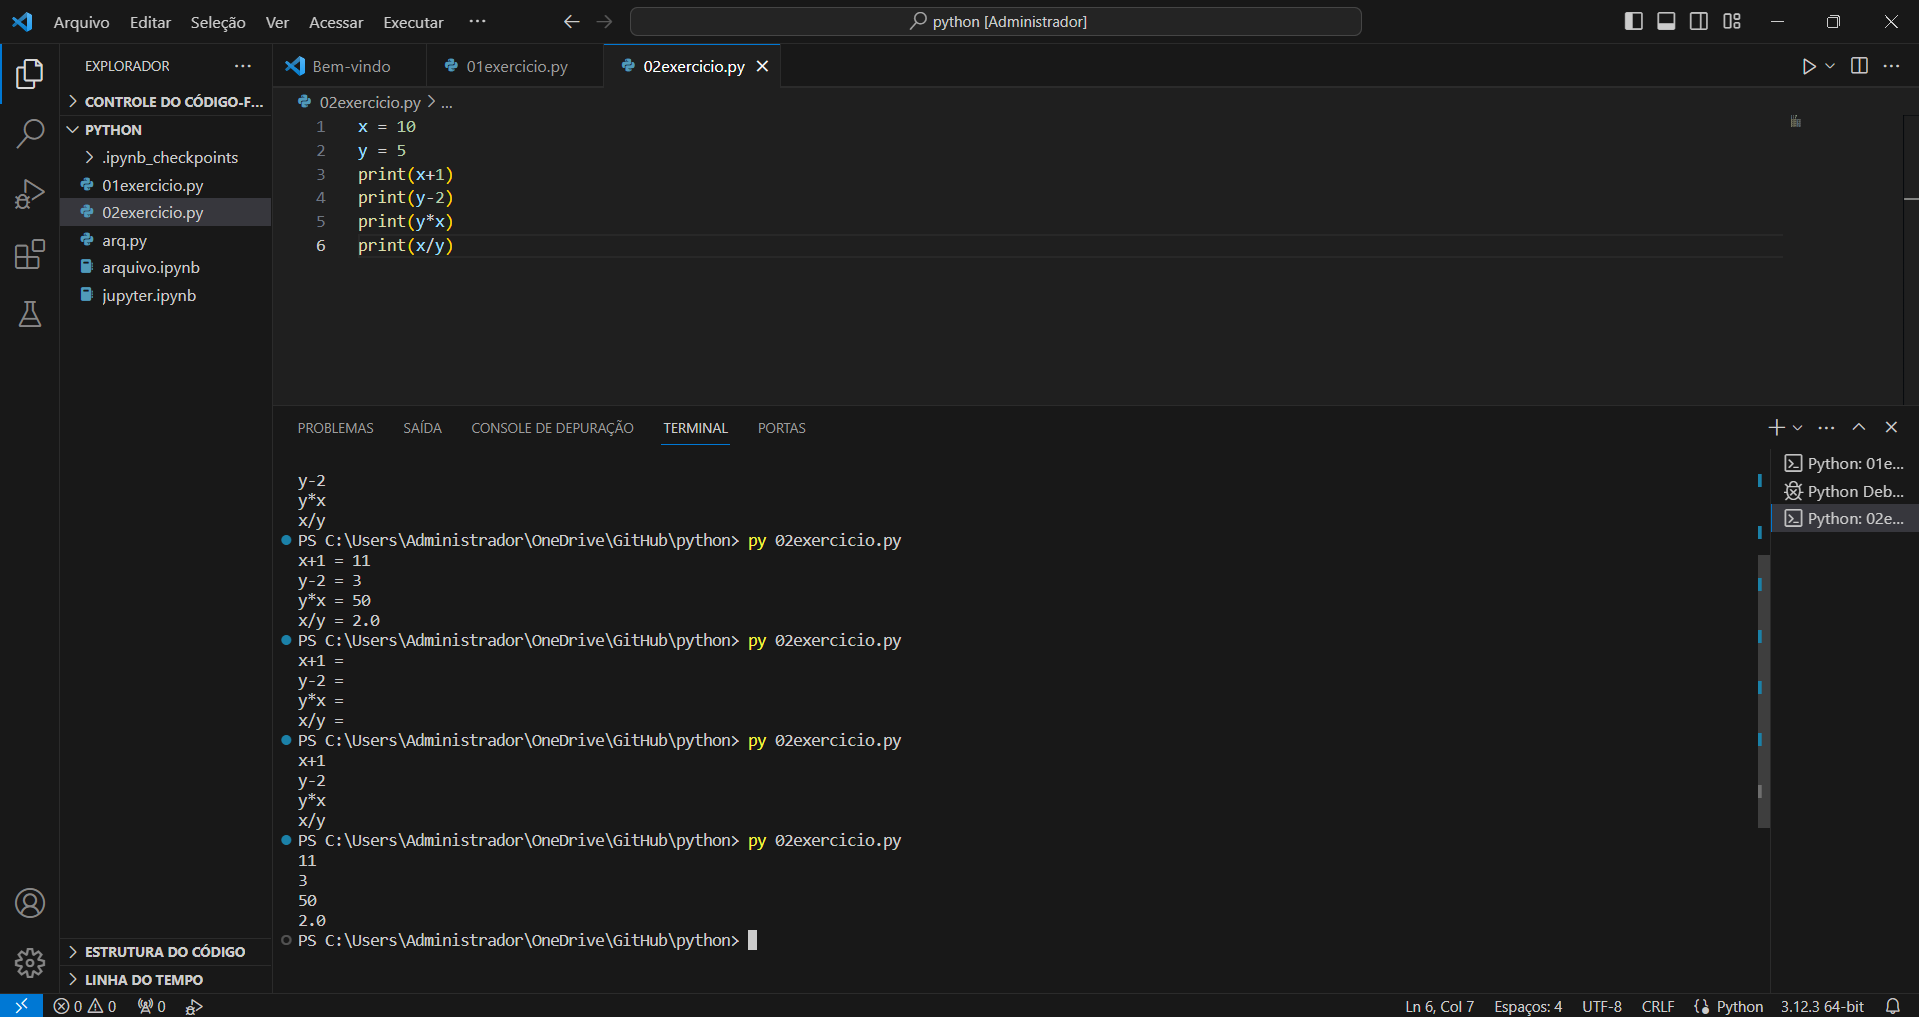 Arquivo Editar Seleção Ver Acessar Executar ··· python [Administrador]
EXPLORADOR ···
CONTROLE DO CÓDIGO-F...
PYTHON
.ipynb_checkpoints
01exercicio.py
02exercicio.py
arq.py
arquivo.ipynb
jupyter.ipynb
ESTRUTURA DO CÓDIGO
LINHA DO TEMPO
Bem-vindo 01exercicio.py 02exercicio.py
02exercicio.py > ...
1 x = 10
2 y = 5
3 print(x+1)
4 print(y-2)
5 print(y*x)
6 print(x/y)
PROBLEMAS SAÍDA CONSOLE DE DEPURAÇÃO TERMINAL PORTAS
y-2
y*x
x/y
PS C:\Users\Administrador\OneDrive\GitHub\python> py 02exercicio.py
x+1 = 11
y-2 = 3
y*x = 50
x/y = 2.0
PS C:\Users\Administrador\OneDrive\GitHub\python> py 02exercicio.py
x+1 =
y-2 =
y*x =
x/y =
PS C:\Users\Administrador\OneDrive\GitHub\python> py 02exercicio.py
x+1
y-2
y*x
x/y
PS C:\Users\Administrador\OneDrive\GitHub\python> py 02exercicio.py
11
3
50
2.0
PS C:\Users\Administrador\OneDrive\GitHub\python>
Python: 01e...
Python Deb...
Python: 02e...
0 0 0 Ln 6, Col 7 Espaços: 4 UTF-8 CRLF Python 3.12.3 64-bit